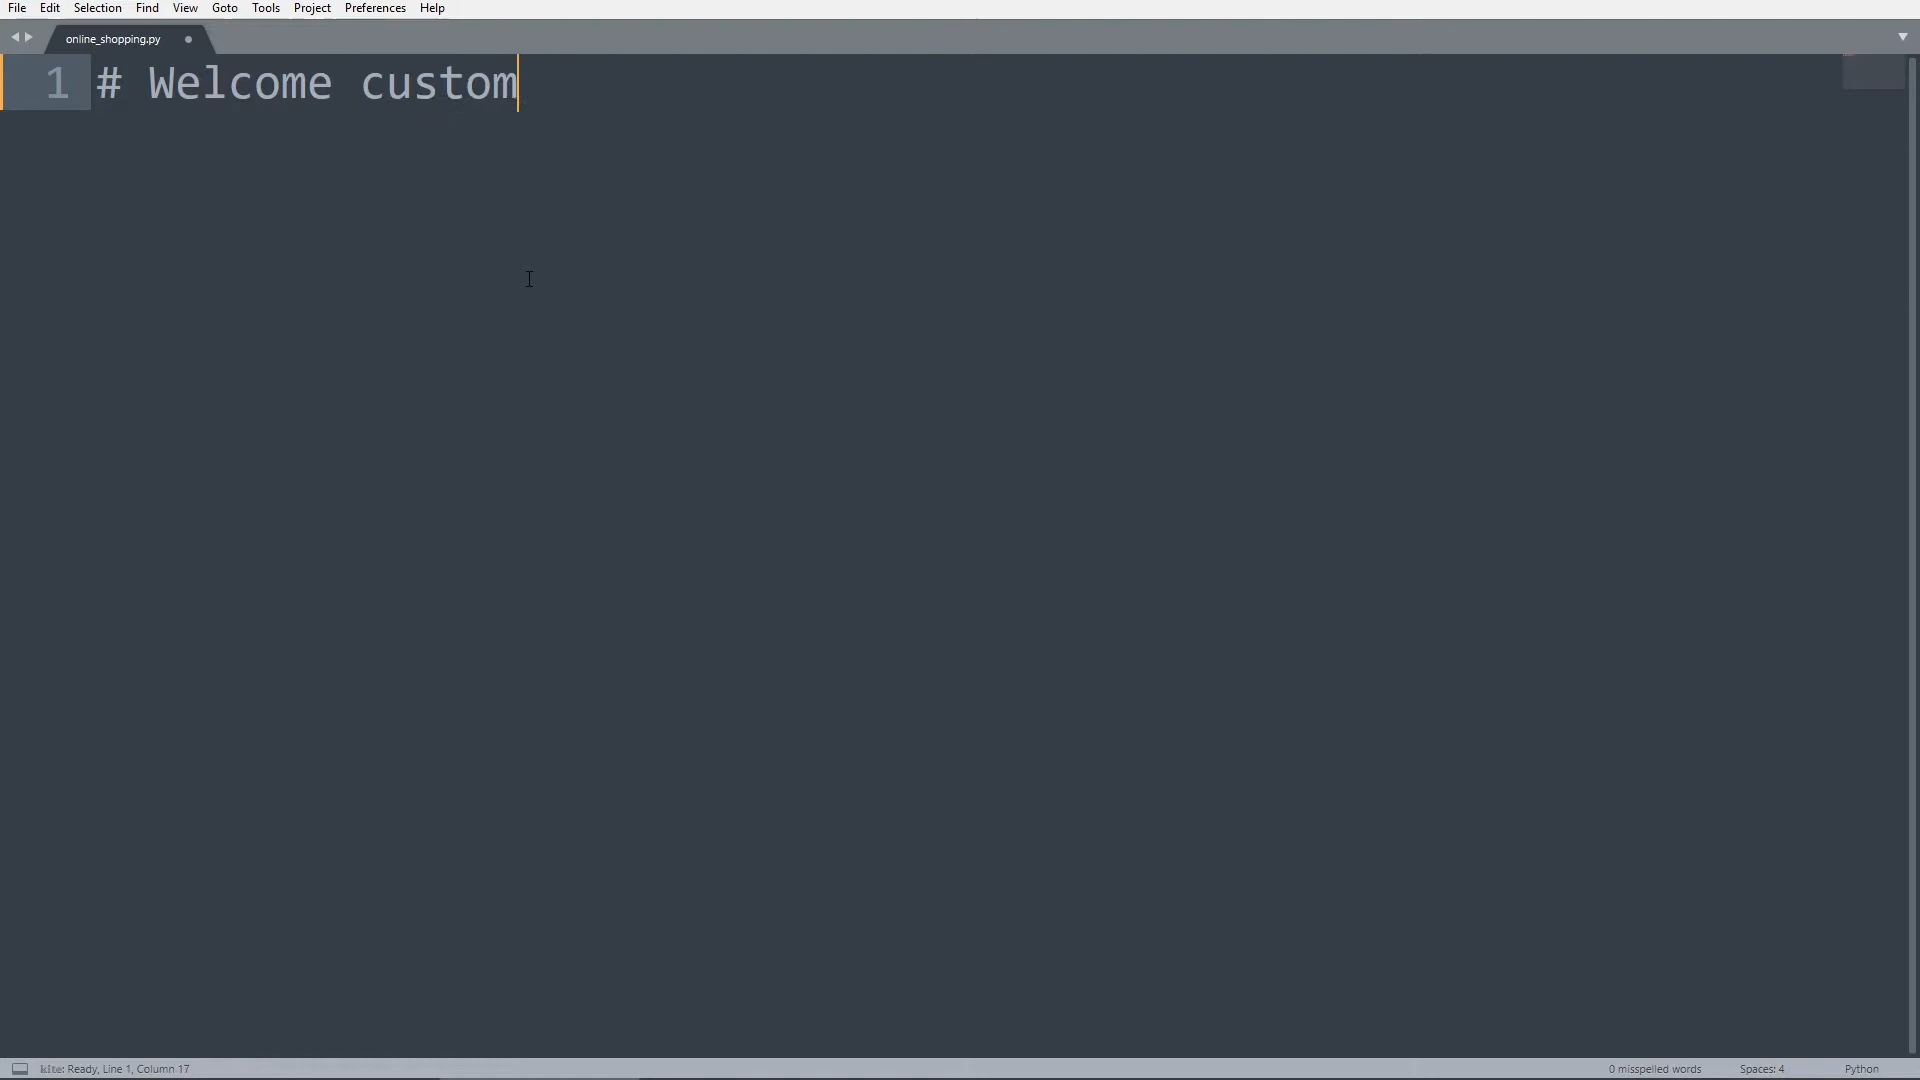 File Edit Selection Find View Goto Tools Project Preferences Help
online_shopping.py
1 # Welcome custom
kite: Ready, Line 1, Column 17 0 misspelled words Spaces: 4 Python